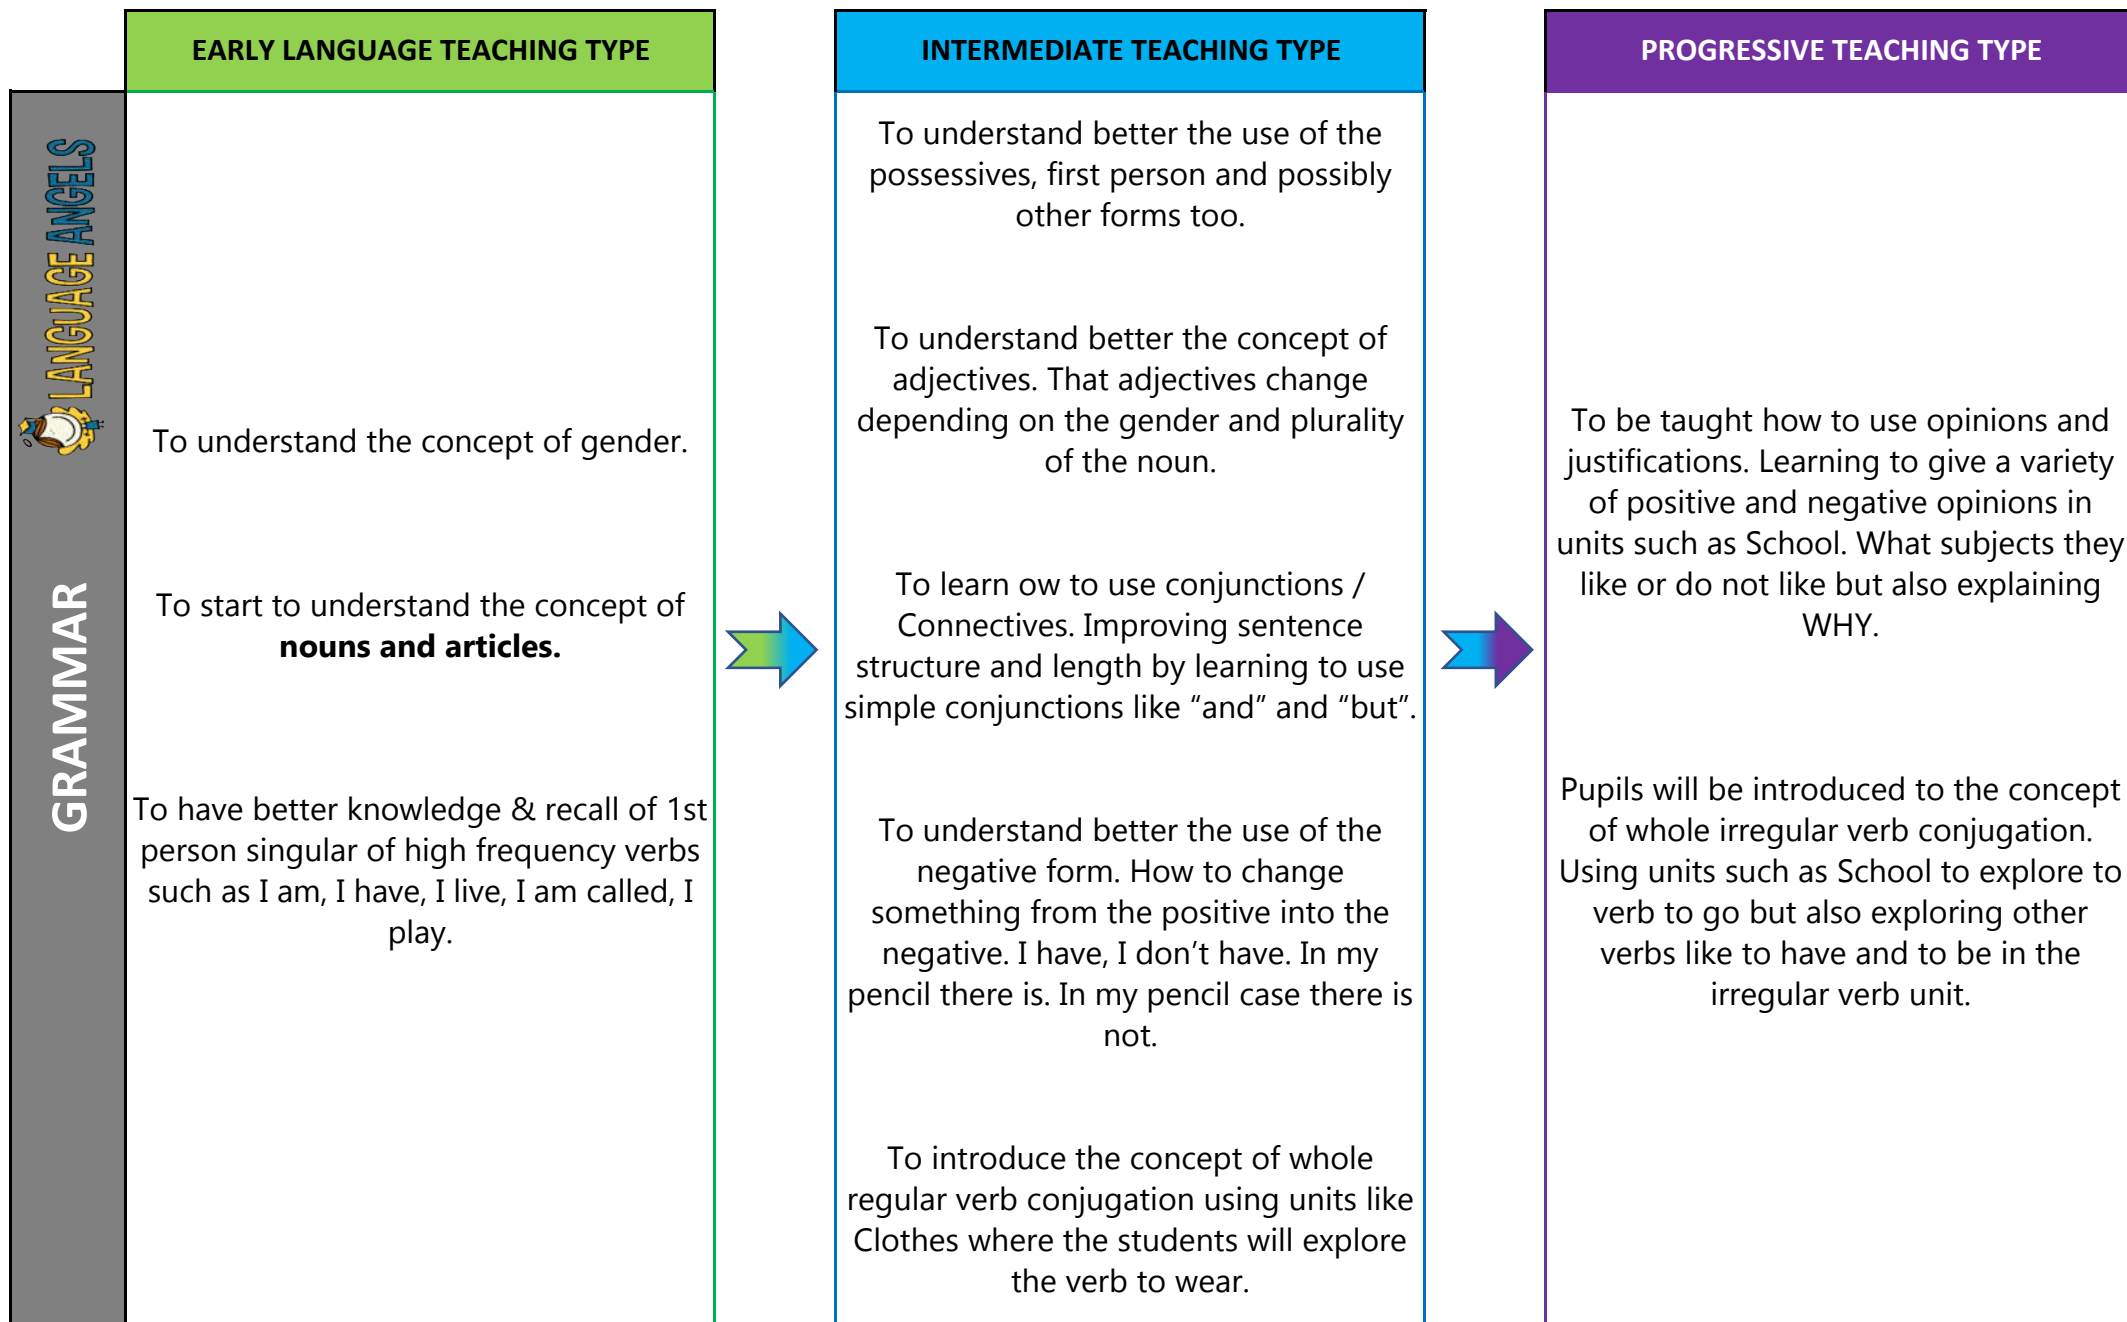 LANGUAGE ANGELS
GRAMMAR
EARLY LANGUAGE TEACHING TYPE
To understand the concept of gender.
To start to understand the concept of
nouns and articles.
To have better knowledge & recall of 1st
person singular of high frequency verbs
such as I am, I have, I live, I am called, I
play.
INTERMEDIATE TEACHING TYPE
To understand better the use of the
possessives, first person and possibly
other forms too.
To understand better the concept of
adjectives. That adjectives change
depending on the gender and plurality
of the noun.
To learn ow to use conjunctions /
Connectives. Improving sentence
structure and length by learning to use
simple conjunctions like “and” and “but”.
To understand better the use of the
negative form. How to change
something from the positive into the
negative. I have, I don’t have. In my
pencil there is. In my pencil case there is
not.
To introduce the concept of whole
regular verb conjugation using units like
Clothes where the students will explore
the verb to wear.
PROGRESSIVE TEACHING TYPE
To be taught how to use opinions and
justifications. Learning to give a variety
of positive and negative opinions in
units such as School. What subjects they
like or do not like but also explaining
WHY.
Pupils will be introduced to the concept
of whole irregular verb conjugation.
Using units such as School to explore to
verb to go but also exploring other
verbs like to have and to be in the
irregular verb unit.